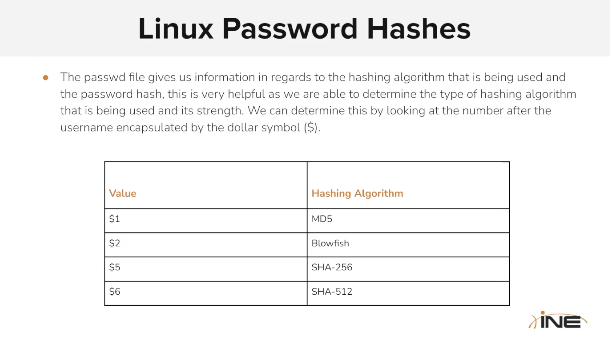 Linux Password Hashes
● The passwd file gives us information in regards to the hashing algorithm that is being used and
the password hash, this is very helpful as we are able to determine the type of hashing algorithm
that is being used and its strength. We can determine this by looking at the number after the
username encapsulated by the dollar symbol ($).
Value Hashing Algorithm
$1 MD5
$2 Blowfish
$5 SHA-256
$6 SHA-512
INE